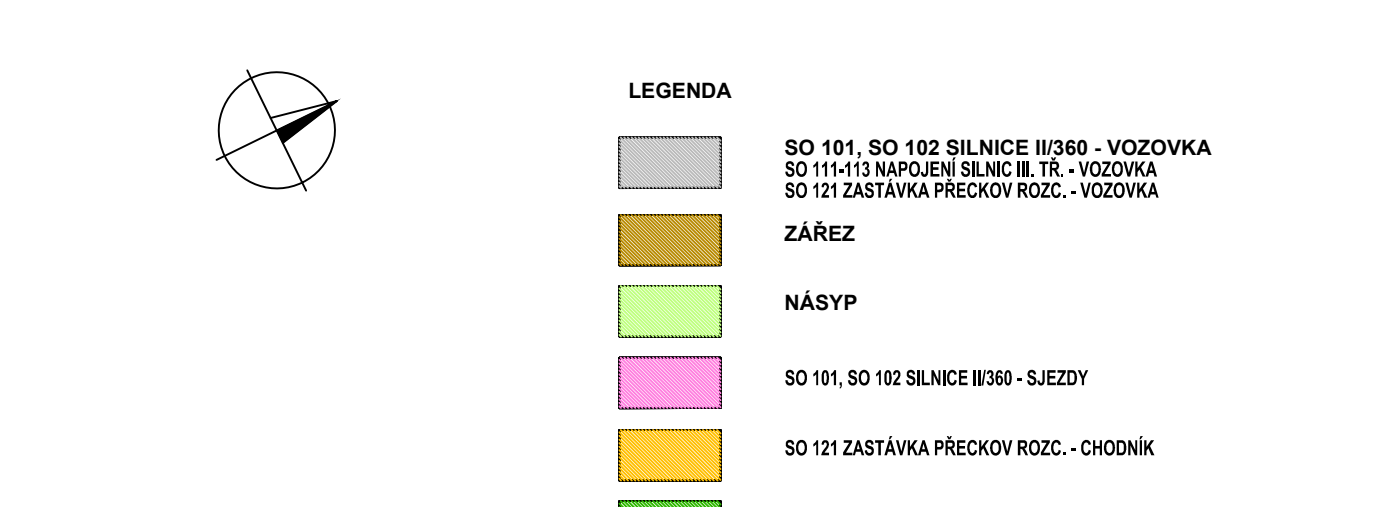 LEGENDA
SO 101, SO 102 SILNICE II/360 - VOZOVKA
SO 111-113 NAPOJENÍ SILNIC III. TŘ. - VOZOVKA
SO 121 ZASTÁVKA PŘECKOV ROZC. - VOZOVKA
ZÁŘEZ
NÁSYP
SO 101, SO 102 SILNICE II/360 - SJEZDY
SO 121 ZASTÁVKA PŘECKOV ROZC. - CHODNÍK